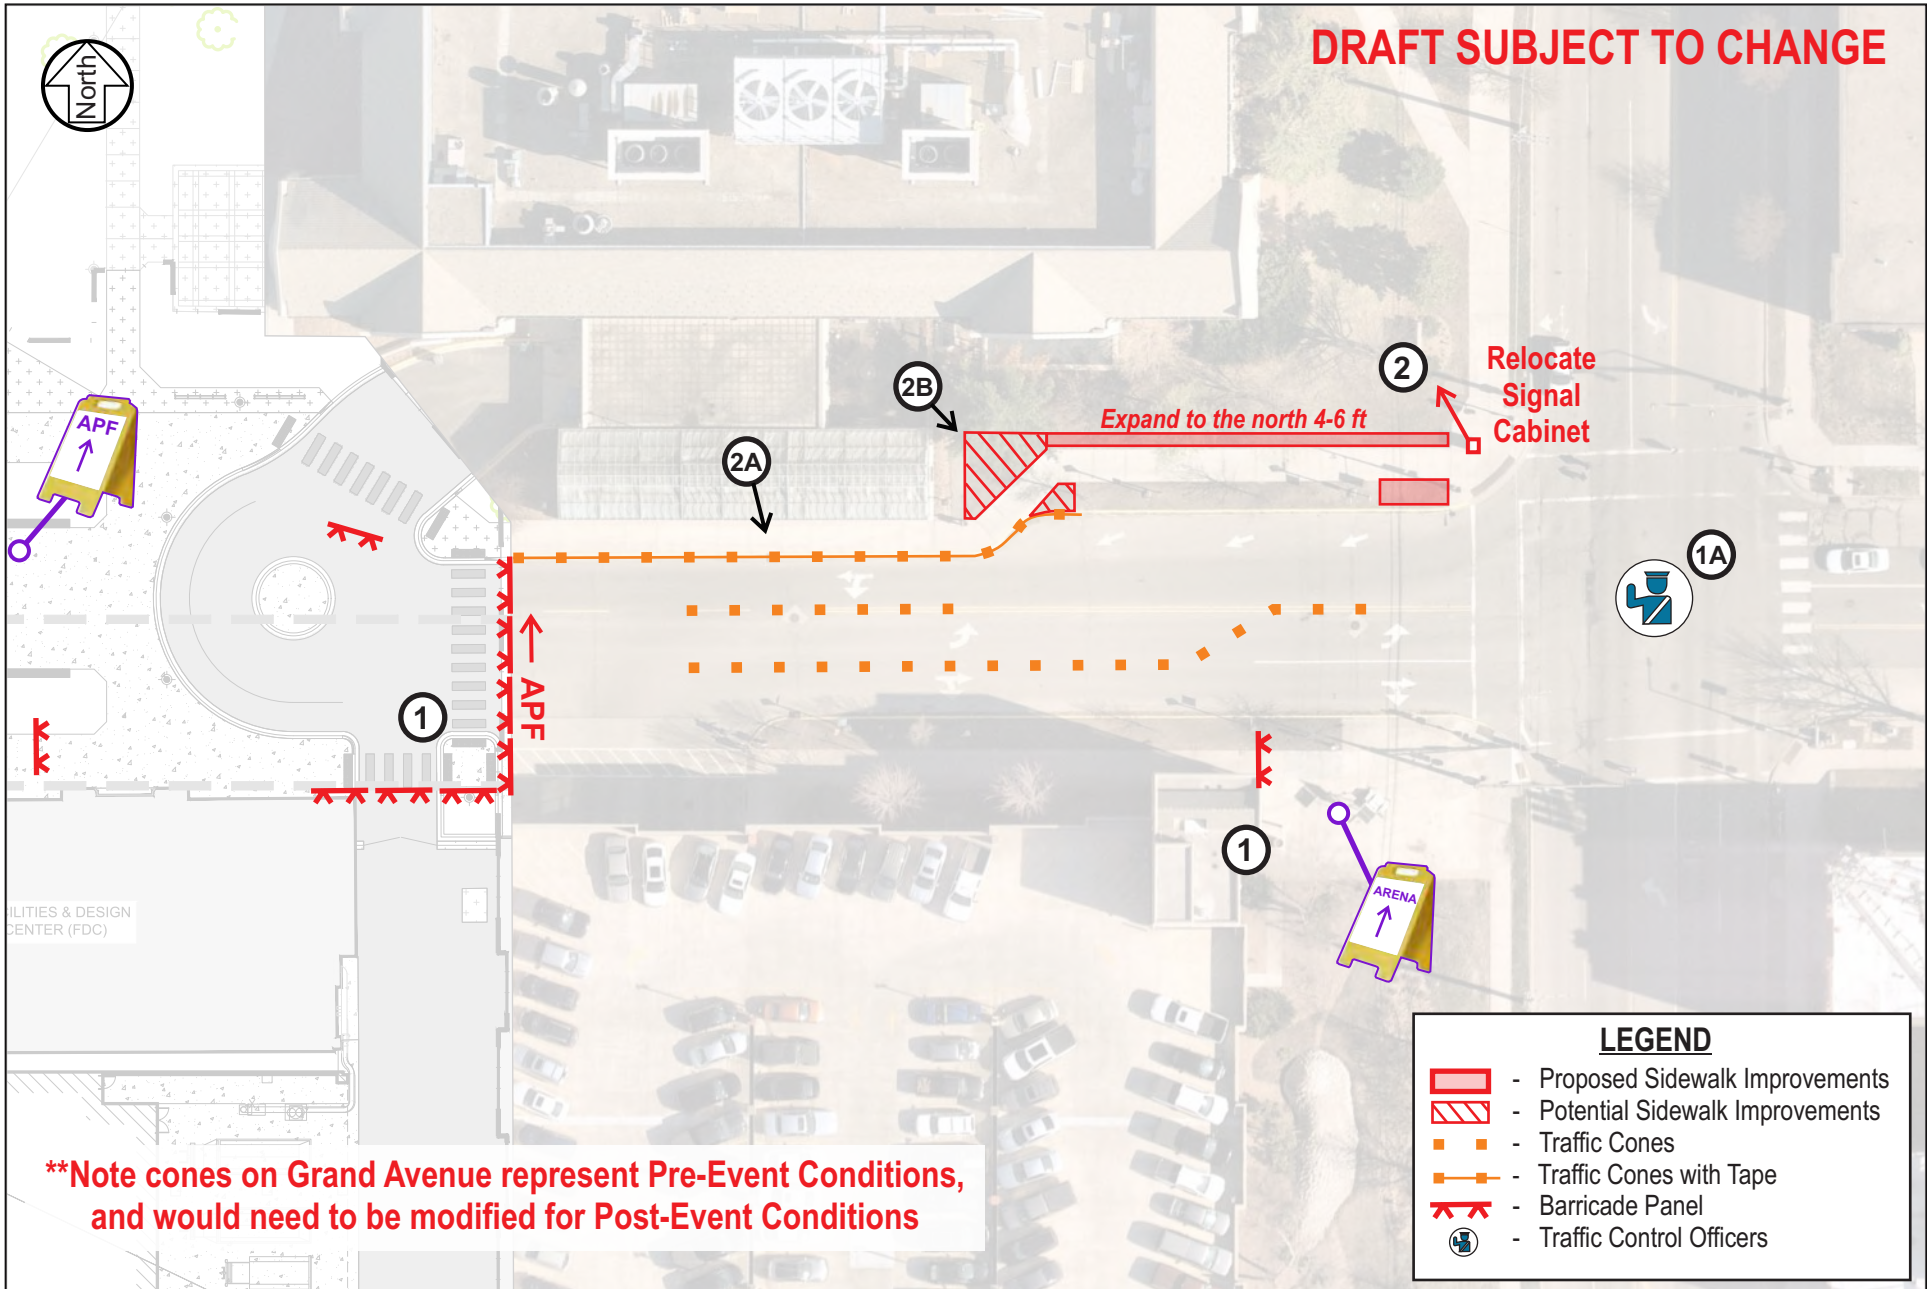 DRAFT SUBJECT TO CHANGE
North
2
Relocate
Signal
Cabinet
2B
Expand to the north 4-6 ft
APF
2A
1A
APF
1
1
ARENA
ILITIES & DESIGN
CENTER (FDC)
LEGEND
- Proposed Sidewalk Improvements
- Potential Sidewalk Improvements
- Traffic Cones
- Traffic Cones with Tape
- Barricade Panel
- Traffic Control Officers
**Note cones on Grand Avenue represent Pre-Event Conditions,
and would need to be modified for Post-Event Conditions